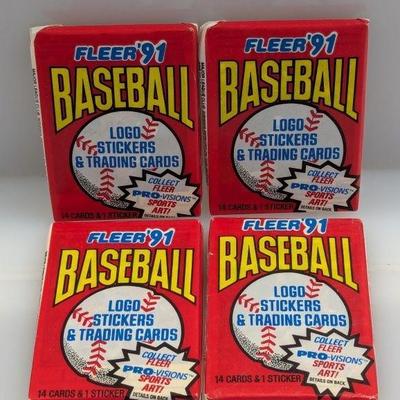 FLEER'91
BASEBALL
LOGO
STICKERS
& TRADING CARDS
COLLECT
FLEER
PRO-VISIONS™
SPORTS
ART!
DETAILS ON BACK
14 CARDS & 1 STICKER
FLEER'91
BASEBALL
LOGO
STICKERS
& TRADING CARDS
COLLECT
FLEER
PRO-VISIONS™
SPORTS
ART!
DETAILS ON BACK
14 CARDS & 1 STICKER
FLEER'91
BASEBALL
LOGO
STICKERS
& TRADING CARDS
COLLECT
FLEER
PRO-VISIONS™
SPORTS
ART!
DETAILS ON BACK
14 CARDS & 1 STICKER
FLEER'91
BASEBALL
LOGO
STICKERS
& TRADING CARDS
COLLECT
FLEER
PRO-VISIONS™
SPORTS
ART!
DETAILS ON BACK
14 CARDS & 1 STICKER